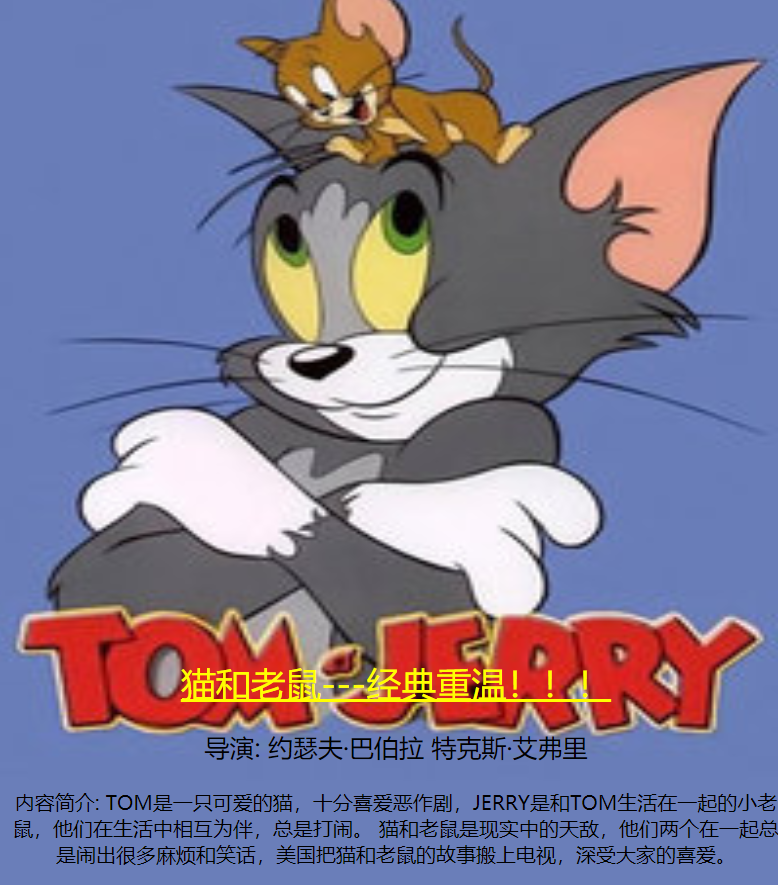 TOM and JERRY
猫和老鼠---经典重温！！！
导演: 约瑟夫·巴伯拉 特克斯·艾弗里
内容简介: TOM是一只可爱的猫，十分喜爱恶作剧，JERRY是和TOM生活在一起的小老
鼠，他们在生活中相互为伴，总是打闹。 猫和老鼠是现实中的天敌，他们两个在一起总
是闹出很多麻烦和笑话，美国把猫和老鼠的故事搬上电视，深受大家的喜爱。